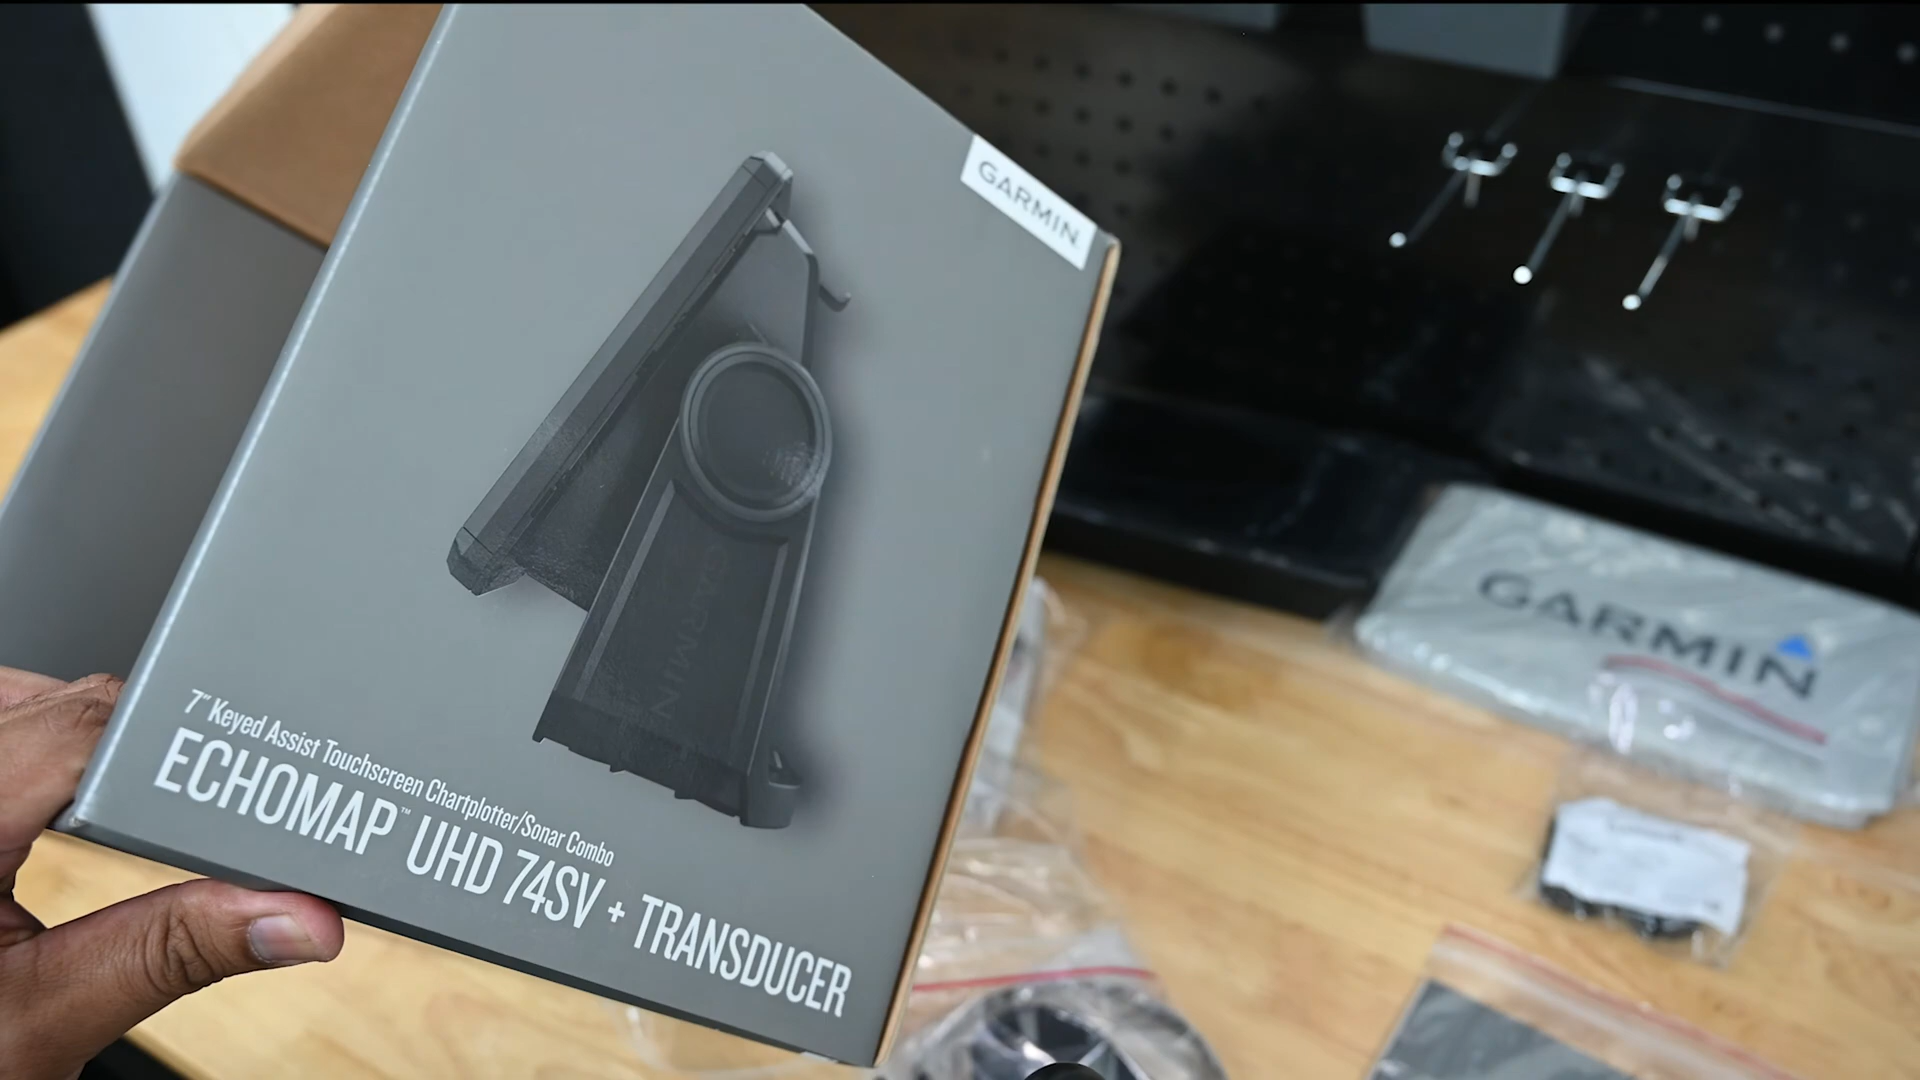 GARMIN
GARMIN
7" Keyed Assist Touchscreen Chartplotter/Sonar Combo
ECHOMAP™ UHD 74SV + TRANSDUCER
GARMIN